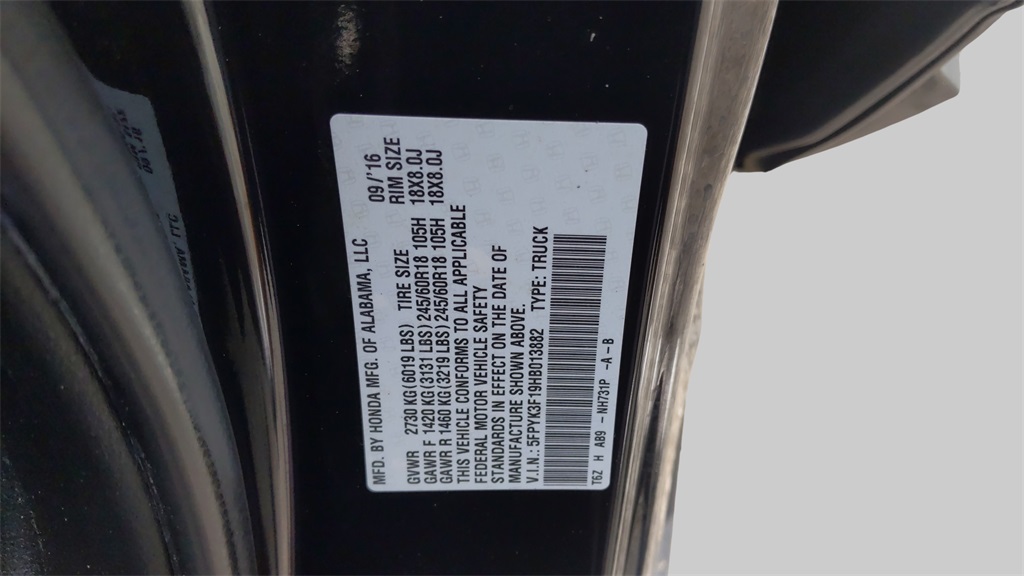 MFD. BY HONDA MFG. OF ALABAMA, LLC 09/'16
GVWR 2730 KG(6019 LBS) TIRE SIZE RIM SIZE
GAWR F 1420 KG(3131 LBS)245/60R18 105H 18X8.0J
GAWR R 1460 KG(3219 LBS)245/60R18 105H 18X8.0J
THIS VEHICLE CONFORMS TO ALL APPLICABLE
FEDERAL MOTOR VEHICLE SAFETY
STANDARDS IN EFFECT ON THE DATE OF
MANUFACTURE SHOWN ABOVE.
V.I.N.:5FPYK3F19HB013882 TYPE: TRUCK
T6Z H AB9 -NH731P -A-B